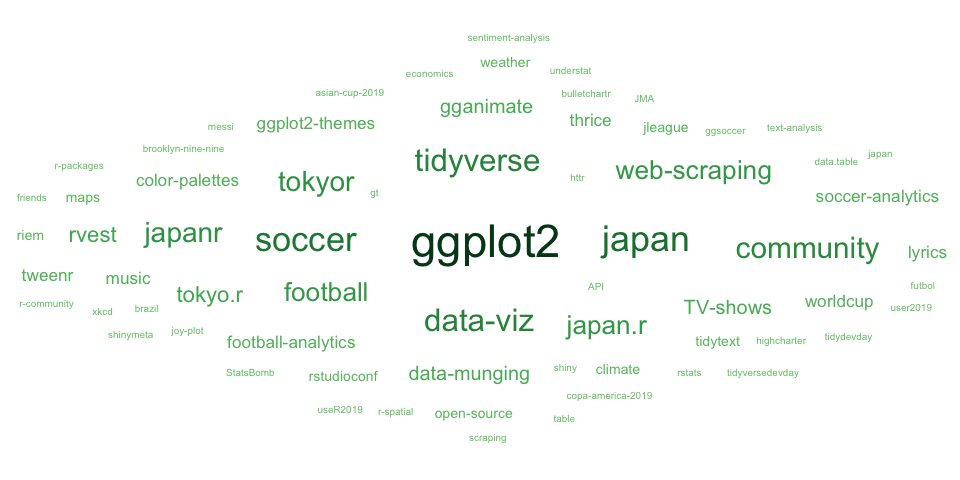 sentiment-analysis
weather
economics
understat
asian-cup-2019
bulletchartr
JMA
gganimate
messi
ggplot2-themes
thrice
jleague
ggsoccer
text-analysis
brooklyn-nine-nine
tidyverse
japan
r-packages
data.table
color-palettes
tokyor
httr
web-scraping
friends
maps
gt
soccer-analytics
riem
rvest
japanr
soccer
ggplot2
japan
community
lyrics
tweenr
music
API
futbol
r-community
xkcd
brazil
tokyo.r
football
TV-shows
worldcup
user2019
shinymeta
joy-plot
data-viz
japan.r
football-analytics
tidytext
highcharter
tidydevday
StatsBomb
rstudioconf
data-munging
shiny
climate
rstats
tidyversedevday
copa-america-2019
useR2019
r-spatial
open-source
table
scraping